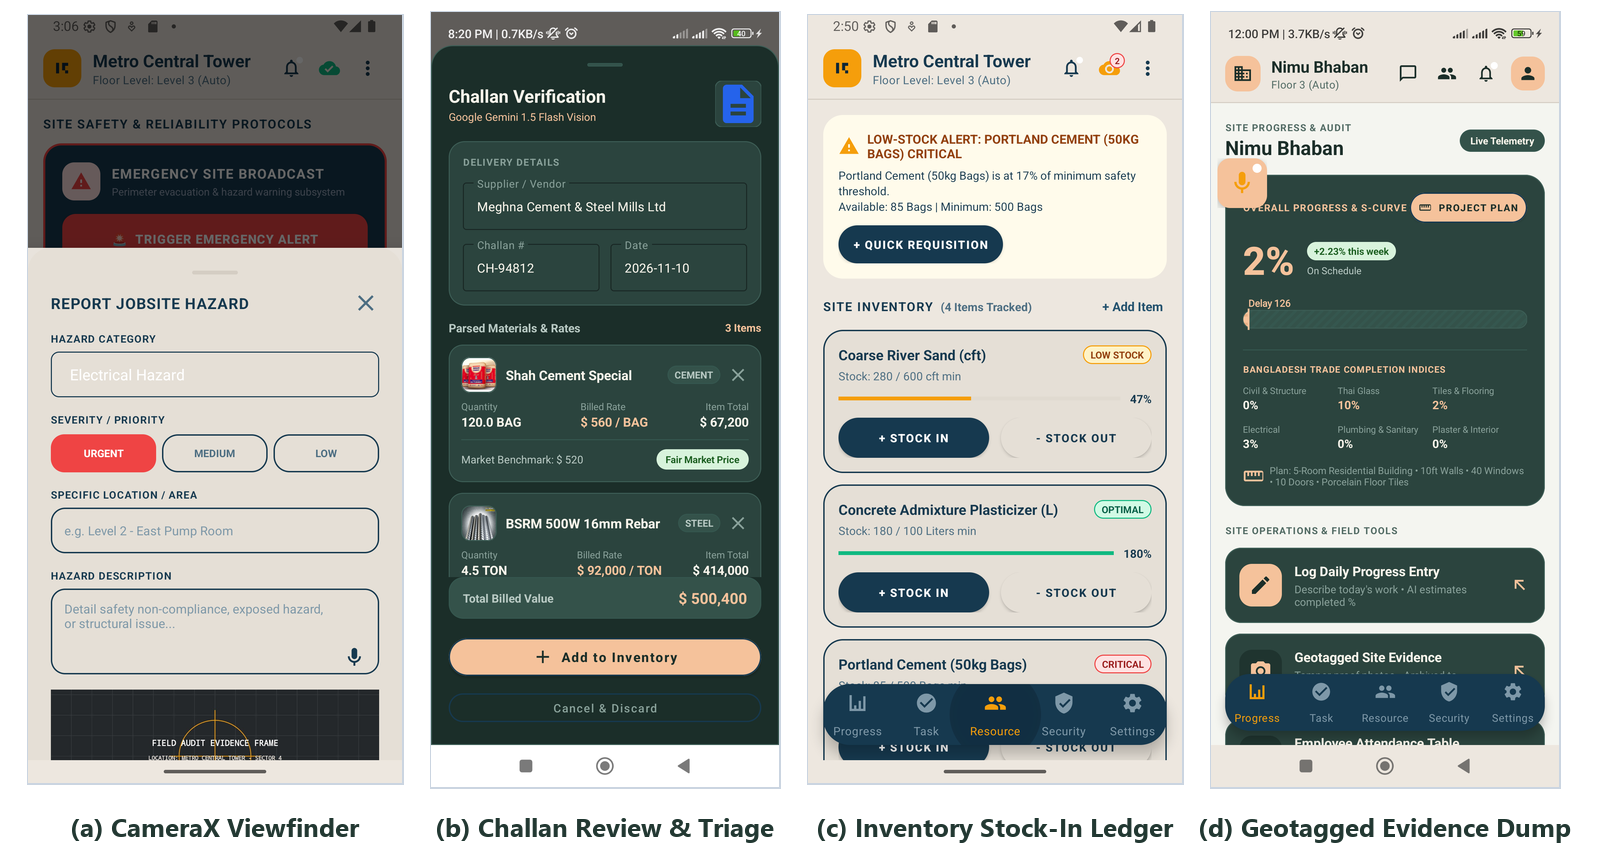 3:06
Metro Central Tower
Floor Level: Level 3 (Auto)
SITE SAFETY & RELIABILITY PROTOCOLS
EMERGENCY SITE BROADCAST
Perimeter evacuation & hazard warning subsystem
TRIGGER EMERGENCY ALERT
REPORT JOBSITE HAZARD
HAZARD CATEGORY
Electrical Hazard
SEVERITY / PRIORITY
URGENT
MEDIUM
LOW
SPECIFIC LOCATION / AREA
e.g. Level 2 - East Pump Room
HAZARD DESCRIPTION
Detail safety non-compliance, exposed hazard,
or structural issue...
FIELD AUDIT EVIDENCE FRAME
LOCATION: METRO CENTRAL TOWER - SECTOR 4
(a) CameraX Viewfinder
8:20 PM | 0.7KB/s
40
Challan Verification
Google Gemini 1.5 Flash Vision
DELIVERY DETAILS
Supplier / Vendor
Meghna Cement & Steel Mills Ltd
Challan #
CH-94812
Date
2026-11-10
Parsed Materials & Rates
3 Items
Shah Cement Special
CEMENT
Quantity
Billed Rate
Item Total
120.0 BAG
$ 560 / BAG
$ 67,200
Market Benchmark: $ 520
Fair Market Price
BSRM 500W 16mm Rebar
STEEL
Quantity
Billed Rate
Item Total
4.5 TON
$ 92,000 / TON
$ 414,000
Total Billed Value
$ 500,400
+ Add to Inventory
Cancel & Discard
(b) Challan Review & Triage
2:50
Metro Central Tower
Floor Level: Level 3 (Auto)
2
LOW-STOCK ALERT: PORTLAND CEMENT (50KG
BAGS) CRITICAL
Portland Cement (50kg Bags) is at 17% of minimum safety
threshold.
Available: 85 Bags | Minimum: 500 Bags
+ QUICK REQUISITION
SITE INVENTORY (4 Items Tracked)
+ Add Item
Coarse River Sand (cft)
LOW STOCK
Stock: 280 / 600 cft min
47%
+ STOCK IN
- STOCK OUT
Concrete Admixture Plasticizer (L)
OPTIMAL
Stock: 180 / 100 Liters min
180%
+ STOCK IN
- STOCK OUT
Portland Cement (50kg Bags)
CRITICAL
Progress
Task
Resource
Security
Settings
+ STOCK IN
- STOCK OUT
(c) Inventory Stock-In Ledger
12:00 PM | 3.7KB/s
59
Nimu Bhaban
Floor 3 (Auto)
SITE PROGRESS & AUDIT
Nimu Bhaban
Live Telemetry
OVERALL PROGRESS & S-CURVE
PROJECT PLAN
2%
+2.23% this week
On Schedule
Delay 126
BANGLADESH TRADE COMPLETION INDICES
Civil & Structure
Thai Glass
Tiles & Flooring
0%
10%
2%
Electrical
Plumbing & Sanitary
Plaster & Interior
3%
0%
0%
Plan: 5-Room Residential Building • 10ft Walls • 40 Windows
• 10 Doors • Porcelain Floor Tiles
SITE OPERATIONS & FIELD TOOLS
Log Daily Progress Entry
Describe today's work • AI estimates
completed %
Geotagged Site Evidence
Progress
Task
Resource
Security
Settings
Employee Attendance Table
(d) Geotagged Evidence Dump